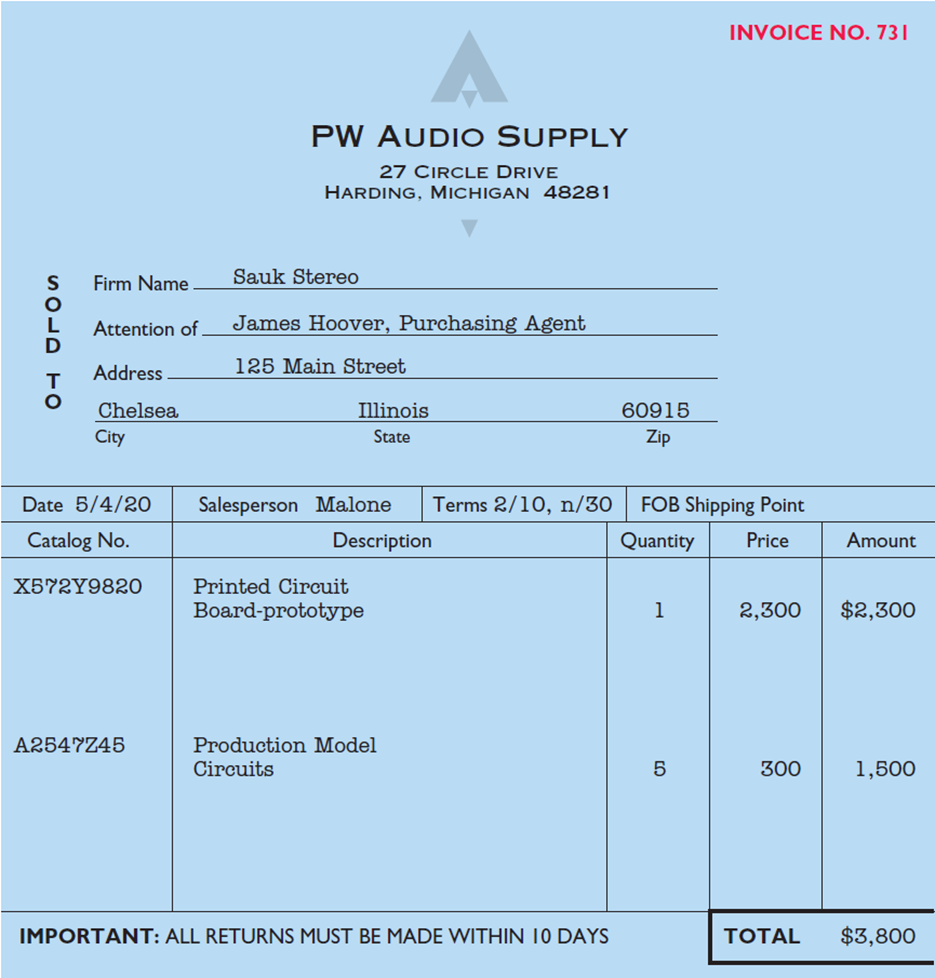 INVOICE NO. 731
PW AUDIO SUPPLY
27 CIRCLE DRIVE
HARDING, MICHIGAN 48281
SOLD TO
Firm Name Sauk Stereo
Attention of James Hoover, Purchasing Agent
Address 125 Main Street
Chelsea Illinois 60915
City State Zip
Date 5/4/20 Salesperson Malone Terms 2/10, n/30 FOB Shipping Point
Catalog No. Description Quantity Price Amount
X572Y9820 Printed Circuit
Board-prototype 1 2,300 $2,300
A2547Z45 Production Model
Circuits 5 300 1,500
IMPORTANT: ALL RETURNS MUST BE MADE WITHIN 10 DAYS TOTAL $3,800